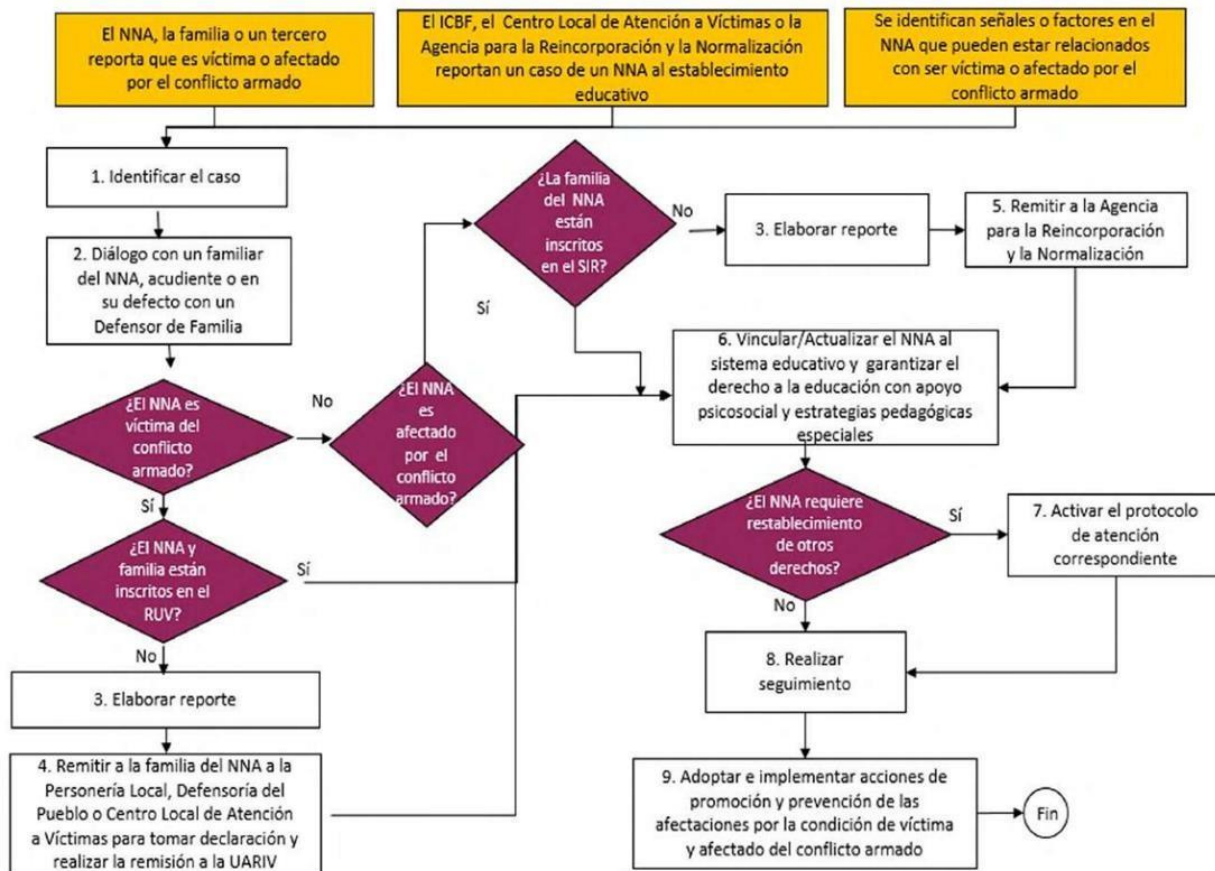 El NNA, la familia o un tercero
reporta que es víctima o afectado
por el conflicto armado
El ICBF, el Centro Local de Atención a Víctimas o la
Agencia para la Reincorporación y la Normalización
reportan un caso de un NNA al establecimiento
educativo
Se identifican señales o factores en el
NNA que pueden estar relacionados
con ser víctima o afectado por el
conflicto armado
1. Identificar el caso
2. Diálogo con un familiar
del NNA, acudiente o en
su defecto con un
Defensor de Familia
¿El NNA es
víctima del
conflicto
armado?
No
Sí
¿El NNA
es
afectado
por el
conflicto
armado?
¿La familia
del NNA
están
inscritos
en el SIR?
No
Sí
3. Elaborar reporte
5. Remitir a la Agencia
para la Reincorporación
y la Normalización
¿El NNA y
familia están
inscritos en el
RUV?
Sí
No
3. Elaborar reporte
4. Remitir a la familia del NNA a la
Personería Local, Defensoría del
Pueblo o Centro Local de Atención
a Víctimas para tomar declaración y
realizar la remisión a la UARIV
6. Vincular/Actualizar el NNA al
sistema educativo y garantizar el
derecho a la educación con apoyo
psicosocial y estrategias pedagógicas
especiales
¿El NNA requiere
restablecimiento
de otros
derechos?
Sí
No
7. Activar el protocolo
de atención
correspondiente
8. Realizar
seguimiento
9. Adoptar e implementar acciones de
promoción y prevención de las
afectaciones por la condición de víctima
y afectado del conflicto armado
Fin